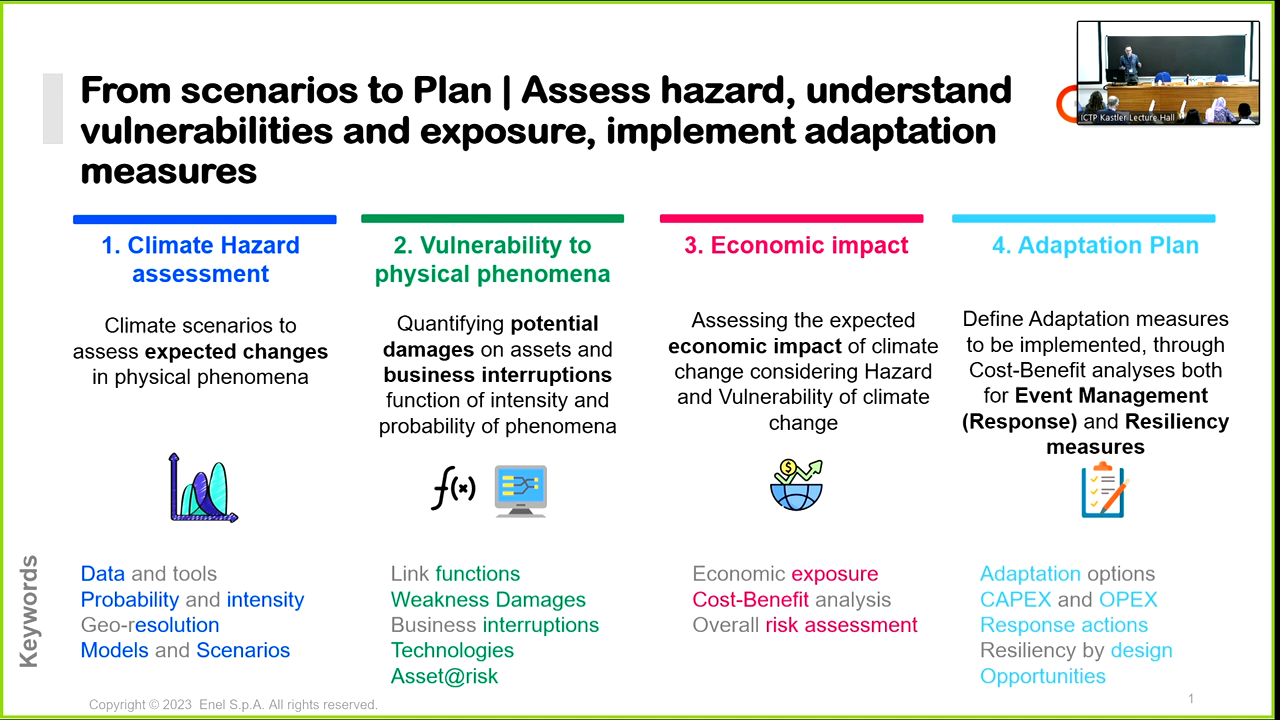 From scenarios to Plan | Assess hazard, understand
vulnerabilities and exposure, implement adaptation
measures
ICTP Kastler Lecture Hall
1. Climate Hazard
assessment
Climate scenarios to
assess expected changes
in physical phenomena
2. Vulnerability to
physical phenomena
Quantifying potential
damages on assets and
business interruptions
function of intensity and
probability of phenomena
f(x)
3. Economic impact
Assessing the expected
economic impact of climate
change considering Hazard
and Vulnerability of climate
change
$
4. Adaptation Plan
Define Adaptation measures
to be implemented, through
Cost-Benefit analyses both
for Event Management
(Response) and Resiliency
measures
Keywords
Data and tools
Probability and intensity
Geo-resolution
Models and Scenarios
Link functions
Weakness Damages
Business interruptions
Technologies
Asset@risk
Economic exposure
Cost-Benefit analysis
Overall risk assessment
Adaptation options
CAPEX and OPEX
Response actions
Resiliency by design
Opportunities
Copyright © 2023 Enel S.p.A. All rights reserved.
1